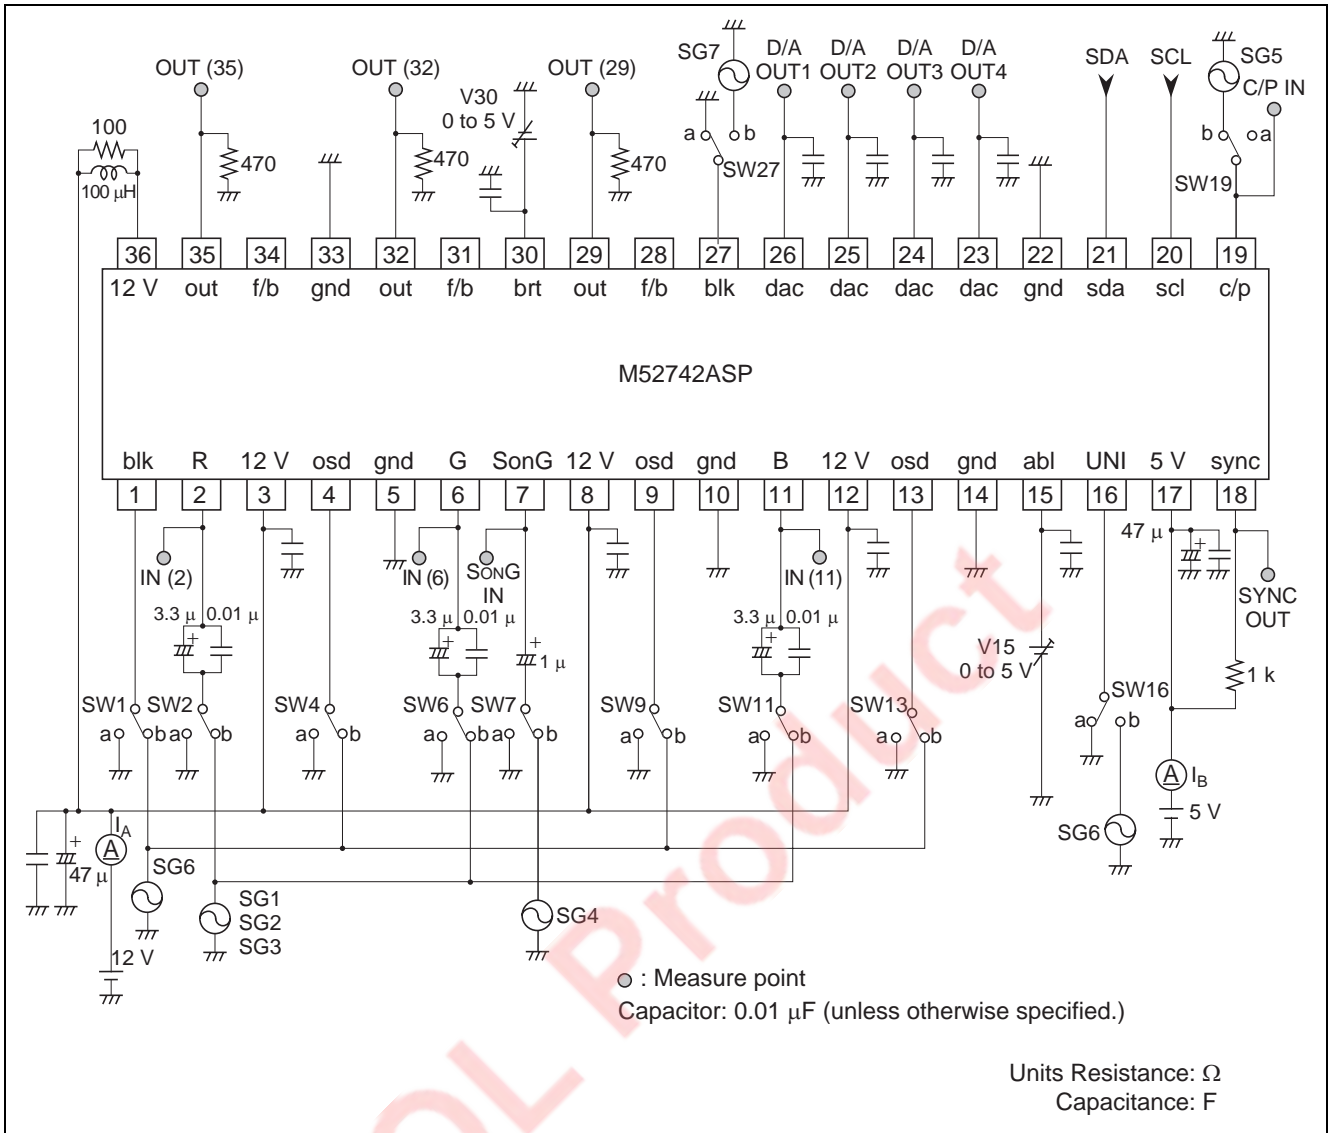 SG7 D/A OUT1 D/A OUT2 D/A OUT3 D/A OUT4 SDA SCL SG5
OUT (35) OUT (32) OUT (29) C/P IN
V30
0 to 5 V
100
a b b a
470 470 470
SW27 SW19
100 μH
36 35 34 33 32 31 30 29 28 27 26 25 24 23 22 21 20 19
12 V out f/b gnd out f/b brt out f/b blk dac dac dac dac gnd sda scl c/p
M52742ASP
blk R 12 V osd gnd G SonG 12 V osd gnd B 12 V osd gnd abl UNI 5 V sync
1 2 3 4 5 6 7 8 9 10 11 12 13 14 15 16 17 18
47 μ
IN (2) IN (6) SONG IN IN (11) SYNC OUT
3.3 μ 0.01 μ 3.3 μ 0.01 μ 3.3 μ 0.01 μ
1 μ
V15
0 to 5 V
1 k
SW1 SW2 SW4 SW6 SW7 SW9 SW11 SW13 SW16
a b a b a b a b a b a b a b a b a b
IA
A
A IB
47 μ
5 V
SG6 SG6
SG1
SG2
SG3
SG4
12 V
: Measure point
Capacitor: 0.01 μF (unless otherwise specified.)
Units Resistance: Ω
Capacitance: F
OL Product